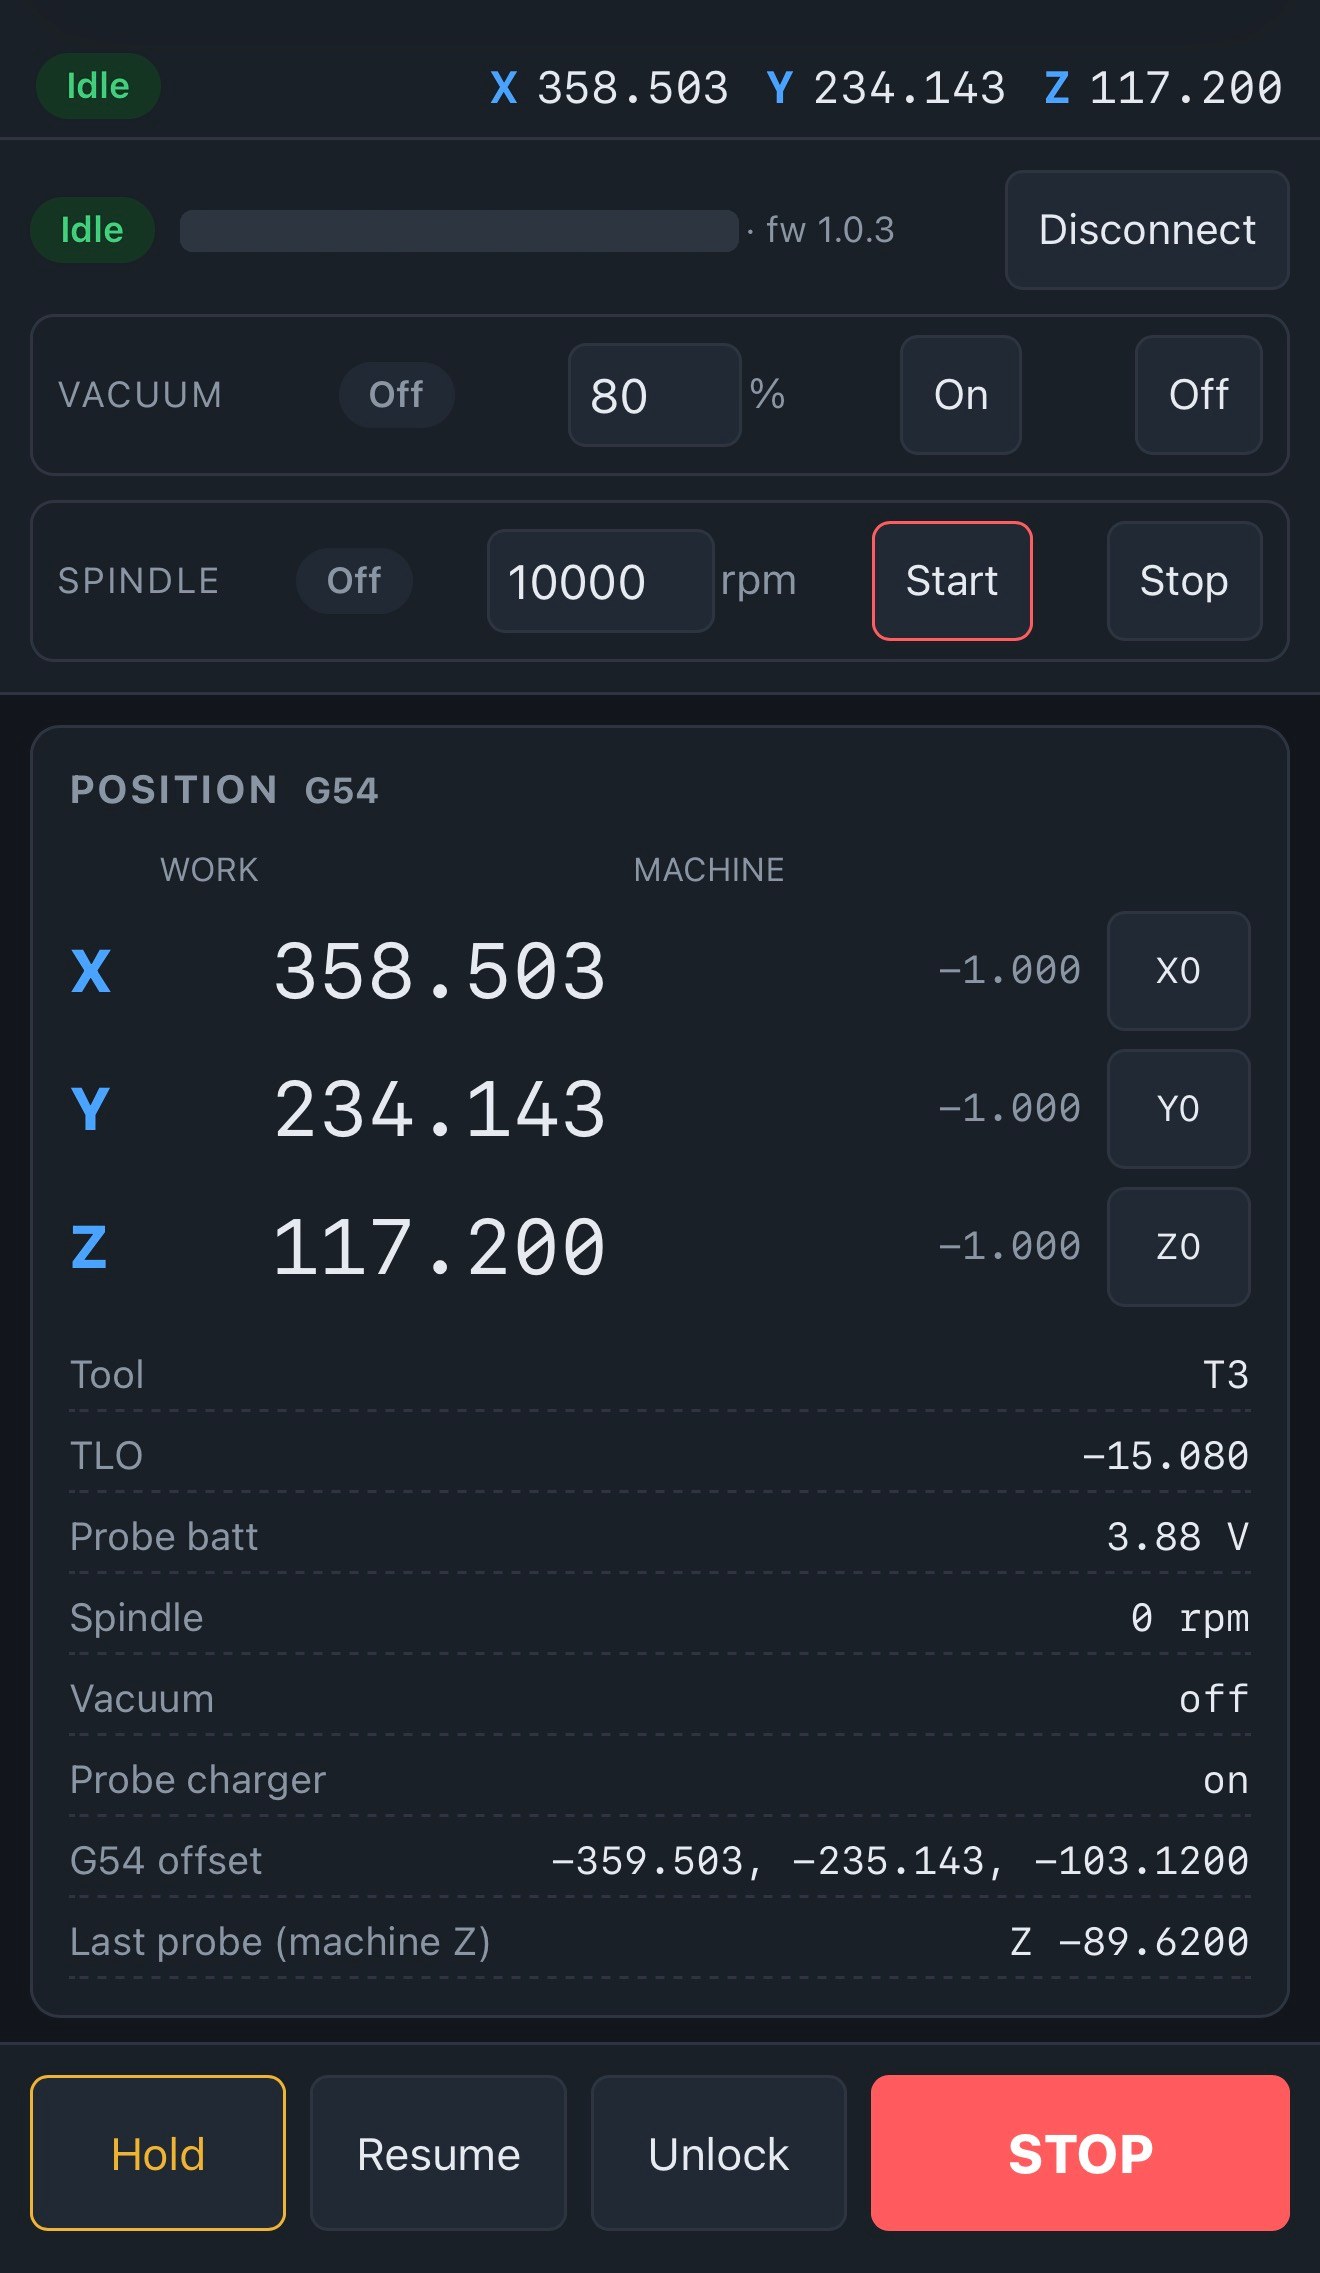 Idle X 358.503 Y 234.143 Z 117.200
Idle · fw 1.0.3 Disconnect
VACUUM Off 80 % On Off
SPINDLE Off 10000 rpm Start Stop
POSITION G54
WORK MACHINE
X 358.503 −1.000 X0
Y 234.143 −1.000 Y0
Z 117.200 −1.000 Z0
Tool T3
TLO −15.080
Probe batt 3.88 V
Spindle 0 rpm
Vacuum off
Probe charger on
G54 offset −359.503, −235.143, −103.1200
Last probe (machine Z) Z −89.6200
Hold Resume Unlock STOP